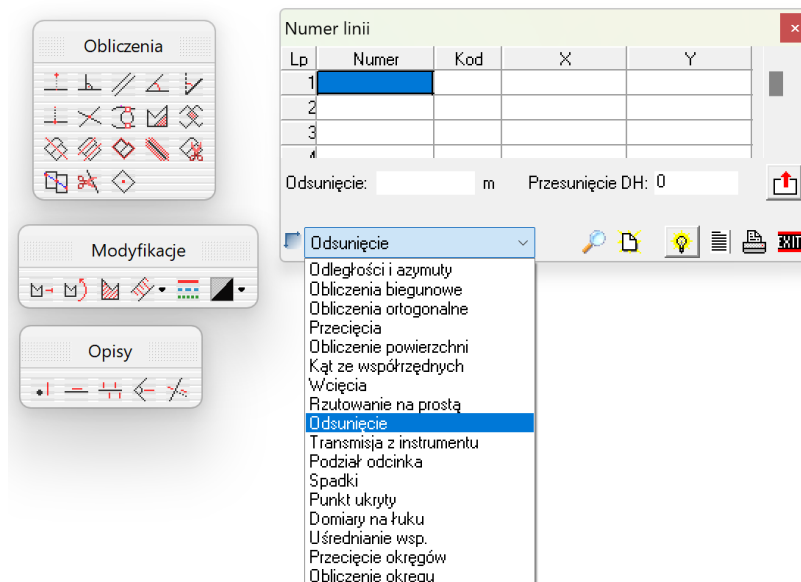 Obliczenia
Modyfikacje
Opisy
Numer linii
Lp Numer Kod X Y
1
2
3
4
Odsunięcie: m Przesunięcie DH: 0
Odsunięcie
EXIT
Odległości i azymuty
Obliczenia biegunowe
Obliczenia ortogonalne
Przecięcia
Obliczenie powierzchni
Kąt ze współrzędnych
Wcięcia
Rzutowanie na prostą
Odsunięcie
Transmisja z instrumentu
Podział odcinka
Spadki
Punkt ukryty
Domiary na łuku
Uśrednianie wsp.
Przecięcie okręgów
Obliczenie okręgu